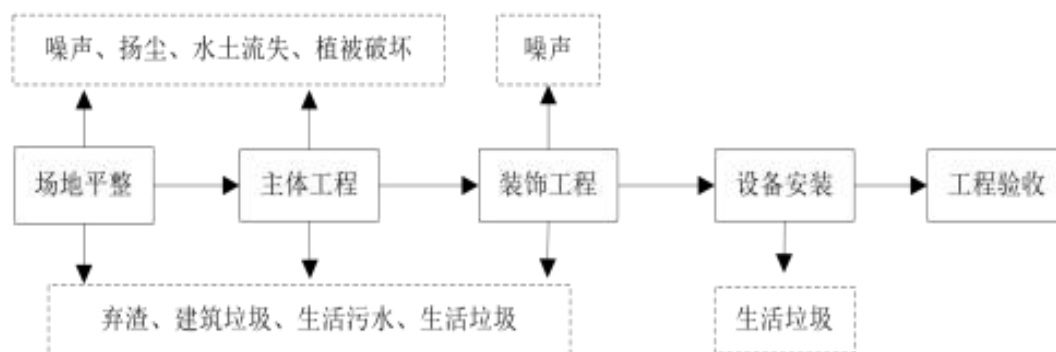 噪声、扬尘、水土流失、植被破坏
噪声
场地平整
主体工程
装饰工程
设备安装
工程验收
弃渣、建筑垃圾、生活污水、生活垃圾
生活垃圾